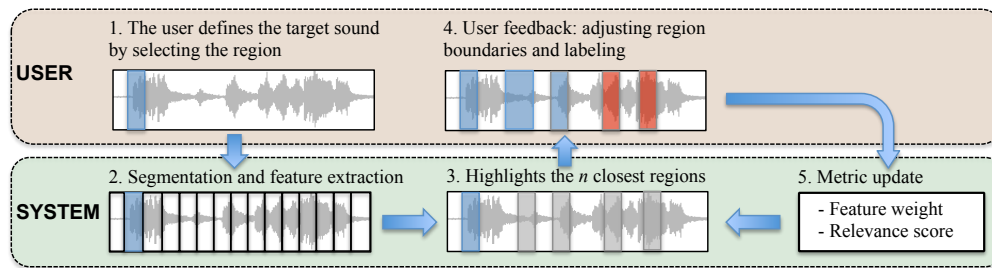 USER
1. The user defines the target sound
by selecting the region
4. User feedback: adjusting region
boundaries and labeling
SYSTEM
2. Segmentation and feature extraction
3. Highlights the n closest regions
5. Metric update
- Feature weight
- Relevance score